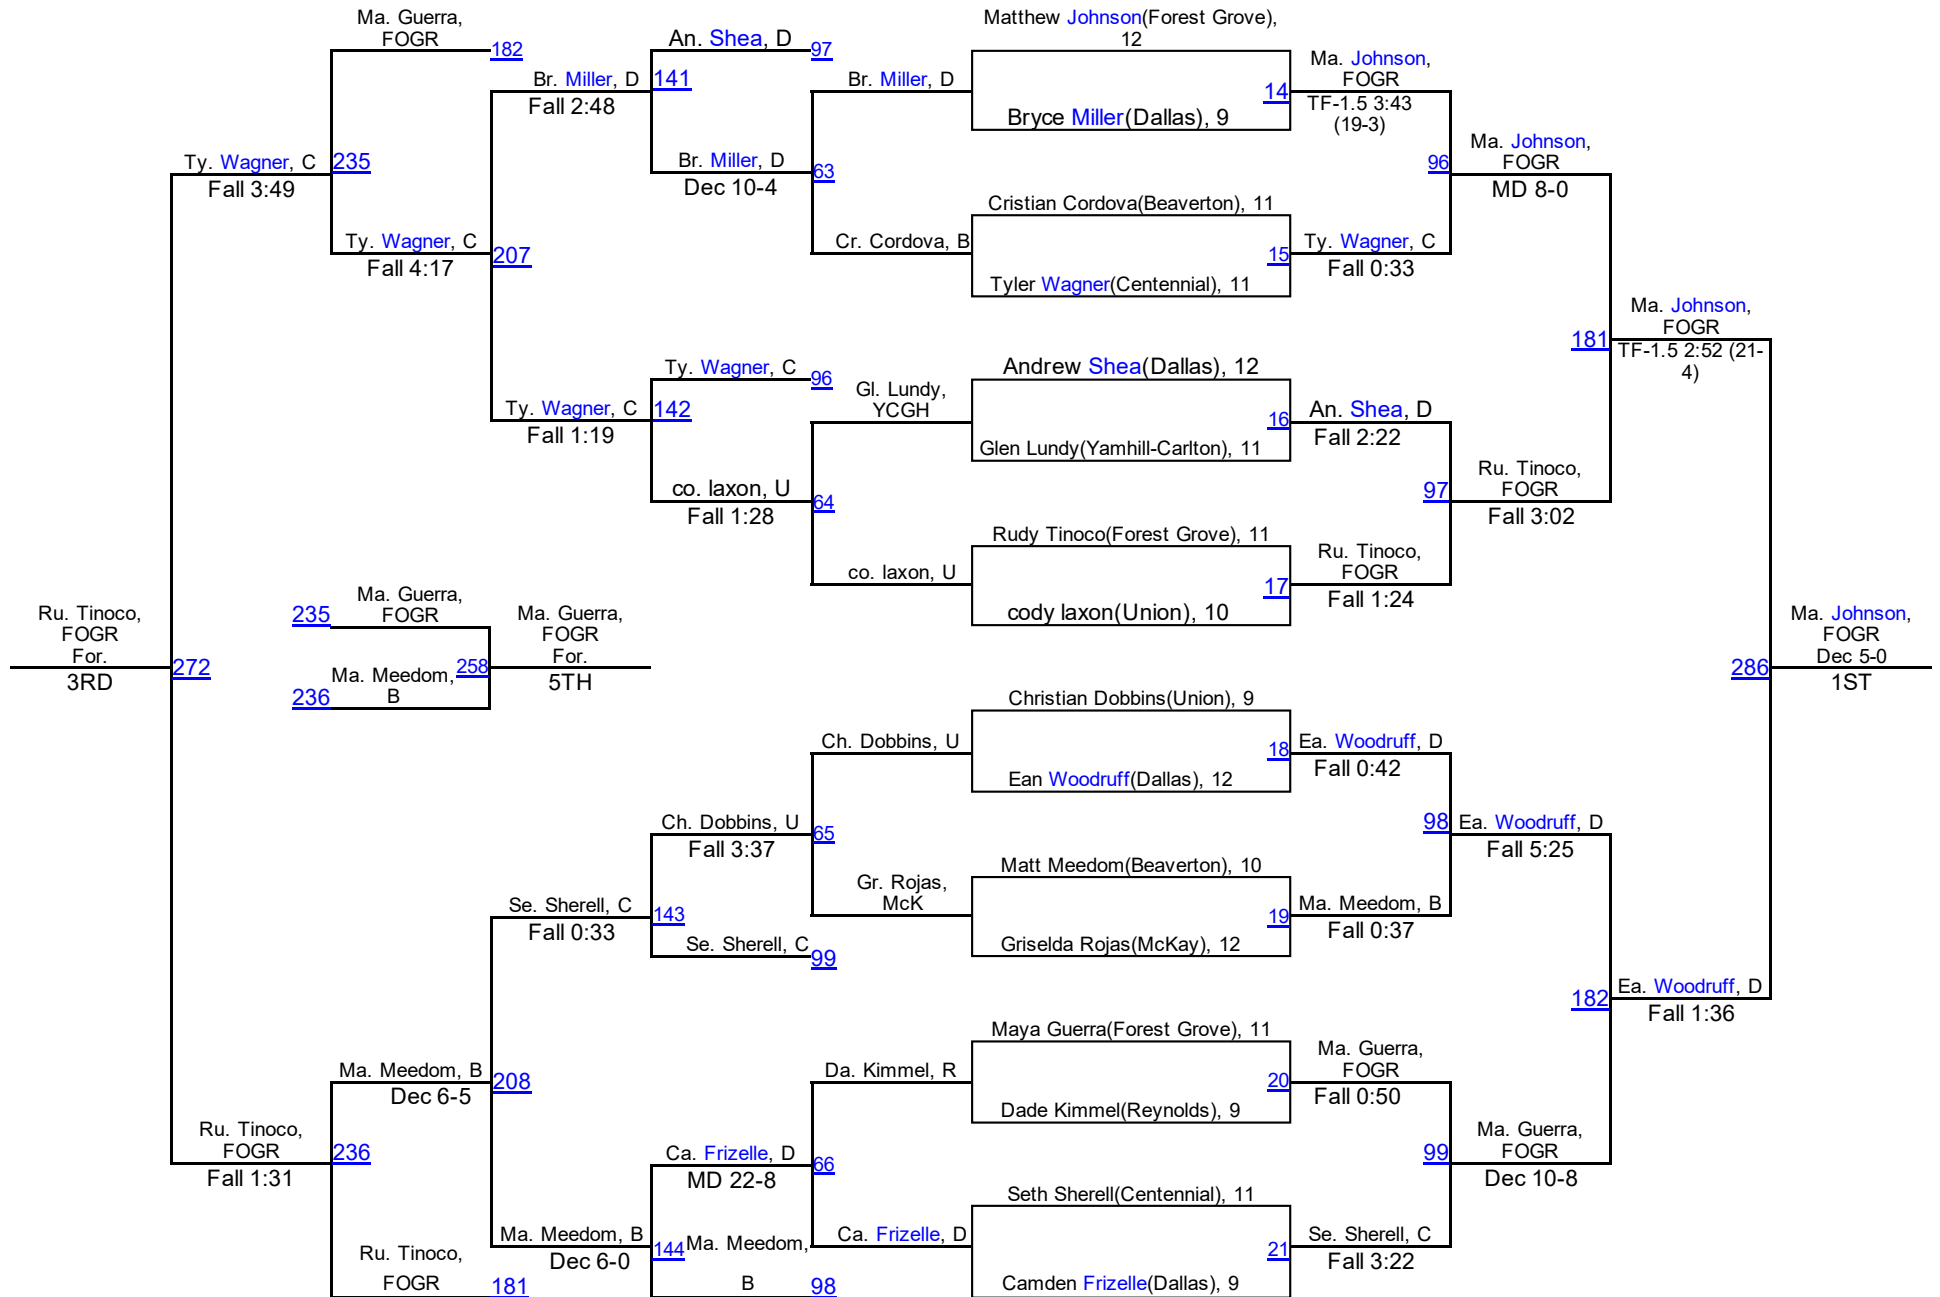 Ma. Guerra,
FOGR
182
An. Shea, D
97
Matthew Johnson(Forest Grove),
12
Br. Miller, D
Fall 2:48
141
Br. Miller, D
14
Bryce Miller(Dallas), 9
Ma. Johnson,
FOGR
TF-1.5 3:43
(19-3)
Ty. Wagner, C
Fall 3:49
235
Br. Miller, D
Dec 10-4
63
96
Ma. Johnson,
FOGR
MD 8-0
Ty. Wagner, C
Fall 4:17
207
Cr. Cordova, B
Cristian Cordova(Beaverton), 11
15
Tyler Wagner(Centennial), 11
Ty. Wagner, C
Fall 0:33
181
Ma. Johnson,
FOGR
TF-1.5 2:52 (21-
4)
Ty. Wagner, C
96
Ty. Wagner, C
Fall 1:19
142
Gl. Lundy,
YCGH
Andrew Shea(Dallas), 12
16
Glen Lundy(Yamhill-Carlton), 11
An. Shea, D
Fall 2:22
co. laxon, U
Fall 1:28
64
97
Ru. Tinoco,
FOGR
Fall 3:02
co. laxon, U
Rudy Tinoco(Forest Grove), 11
17
cody laxon(Union), 10
Ru. Tinoco,
FOGR
Fall 1:24
Ru. Tinoco,
FOGR
For.
3RD
272
235
Ma. Guerra,
FOGR
236
Ma. Meedom,
B
258
Ma. Guerra,
FOGR
For.
5TH
286
Ma. Johnson,
FOGR
Dec 5-0
1ST
Ch. Dobbins, U
Christian Dobbins(Union), 9
18
Ean Woodruff(Dallas), 12
Ea. Woodruff, D
Fall 0:42
Ch. Dobbins, U
Fall 3:37
65
98
Ea. Woodruff, D
Fall 5:25
Se. Sherell, C
Fall 0:33
143
Se. Sherell, C
99
Gr. Rojas,
McK
Matt Meedom(Beaverton), 10
19
Griselda Rojas(McKay), 12
Ma. Meedom, B
Fall 0:37
182
Ea. Woodruff, D
Fall 1:36
Ma. Meedom, B
Dec 6-5
208
Da. Kimmel, R
Maya Guerra(Forest Grove), 11
20
Dade Kimmel(Reynolds), 9
Ma. Guerra,
FOGR
Fall 0:50
Ru. Tinoco,
FOGR
Fall 1:31
236
Ca. Frizelle, D
MD 22-8
66
99
Ma. Guerra,
FOGR
Dec 10-8
Ru. Tinoco,
FOGR
181
Ma. Meedom, B
Dec 6-0
144
Ma. Meedom,
B
98
Ca. Frizelle, D
Seth Sherell(Centennial), 11
21
Camden Frizelle(Dallas), 9
Se. Sherell, C
Fall 3:22